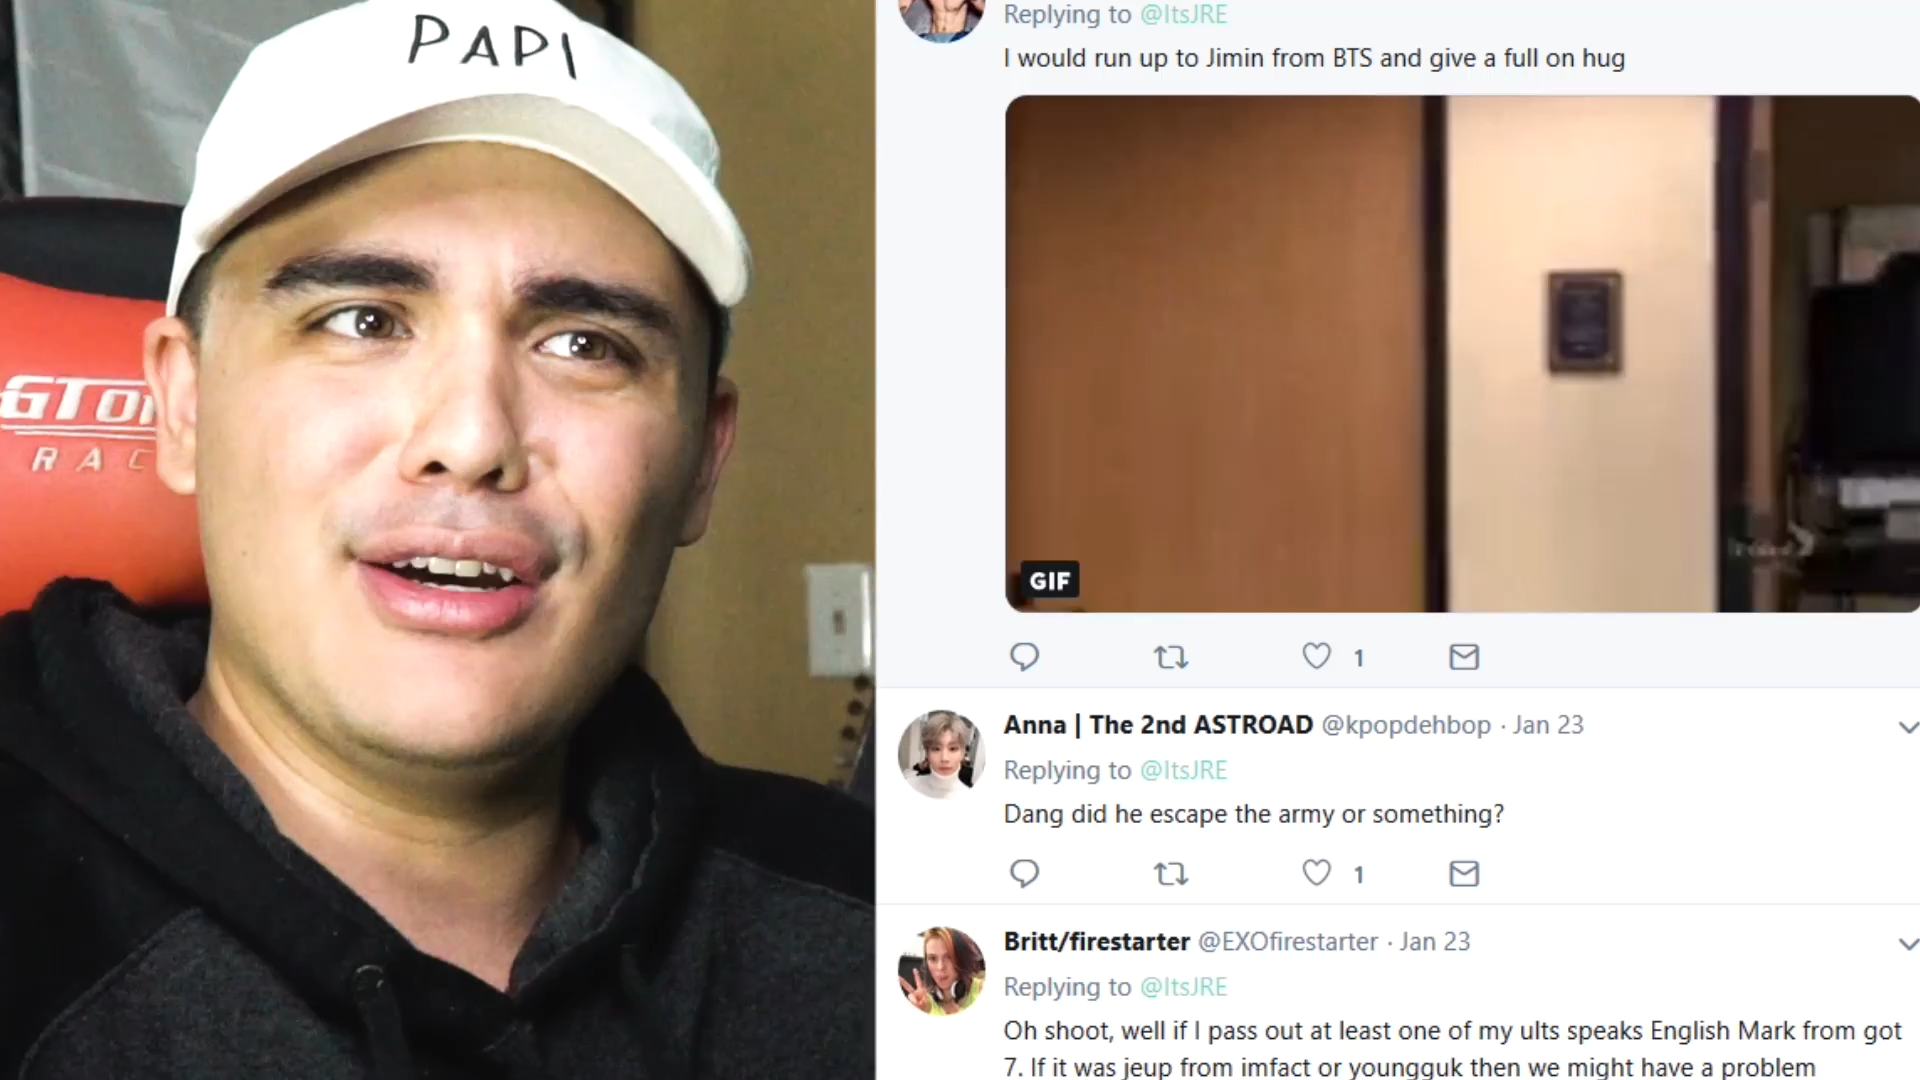 PAPI
RAC
Replying to @ItsJRE
I would run up to Jimin from BTS and give a full on hug
GIF
1
Anna | The 2nd ASTROAD @kpopdehbop · Jan 23
Replying to @ItsJRE
Dang did he escape the army or something?
1
Britt/firestarter @EXOfirestarter · Jan 23
Replying to @ItsJRE
Oh shoot, well if I pass out at least one of my ults speaks English Mark from got
7. If it was jeup from imfact or youngguk then we might have a problem